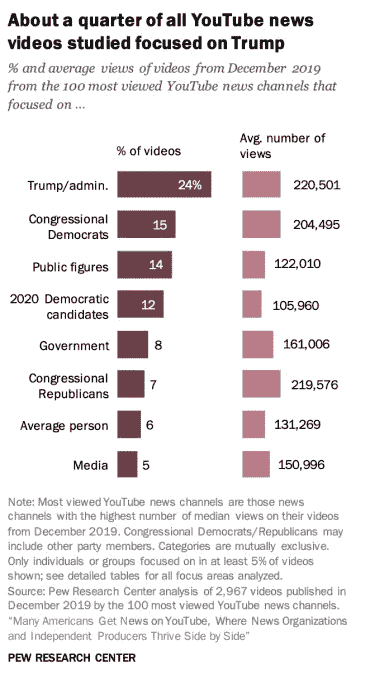 About a quarter of all YouTube news
videos studied focused on Trump
% and average views of videos from December 2019
from the 100 most viewed YouTube news channels that
focused on ...
% of videos
Avg. number of
views
Trump/admin. 24% 220,501
Congressional
Democrats 15 204,495
Public figures 14 122,010
2020 Democratic
candidates 12 105,960
Government 8 161,006
Congressional
Republicans 7 219,576
Average person 6 131,269
Media 5 150,996
Note: Most viewed YouTube news channels are those news
channels with the highest number of median views on their videos
from December 2019. Congressional Democrats/Republicans may
include other party members. Categories are mutually exclusive.
Only individuals or groups focused on in at least 5% of videos
shown; see detailed tables for all focus areas analyzed.
Source: Pew Research Center analysis of 2,967 videos published in
December 2019 by the 100 most viewed YouTube news channels.
“Many Americans Get News on YouTube, Where News Organizations
and Independent Producers Thrive Side by Side”
PEW RESEARCH CENTER